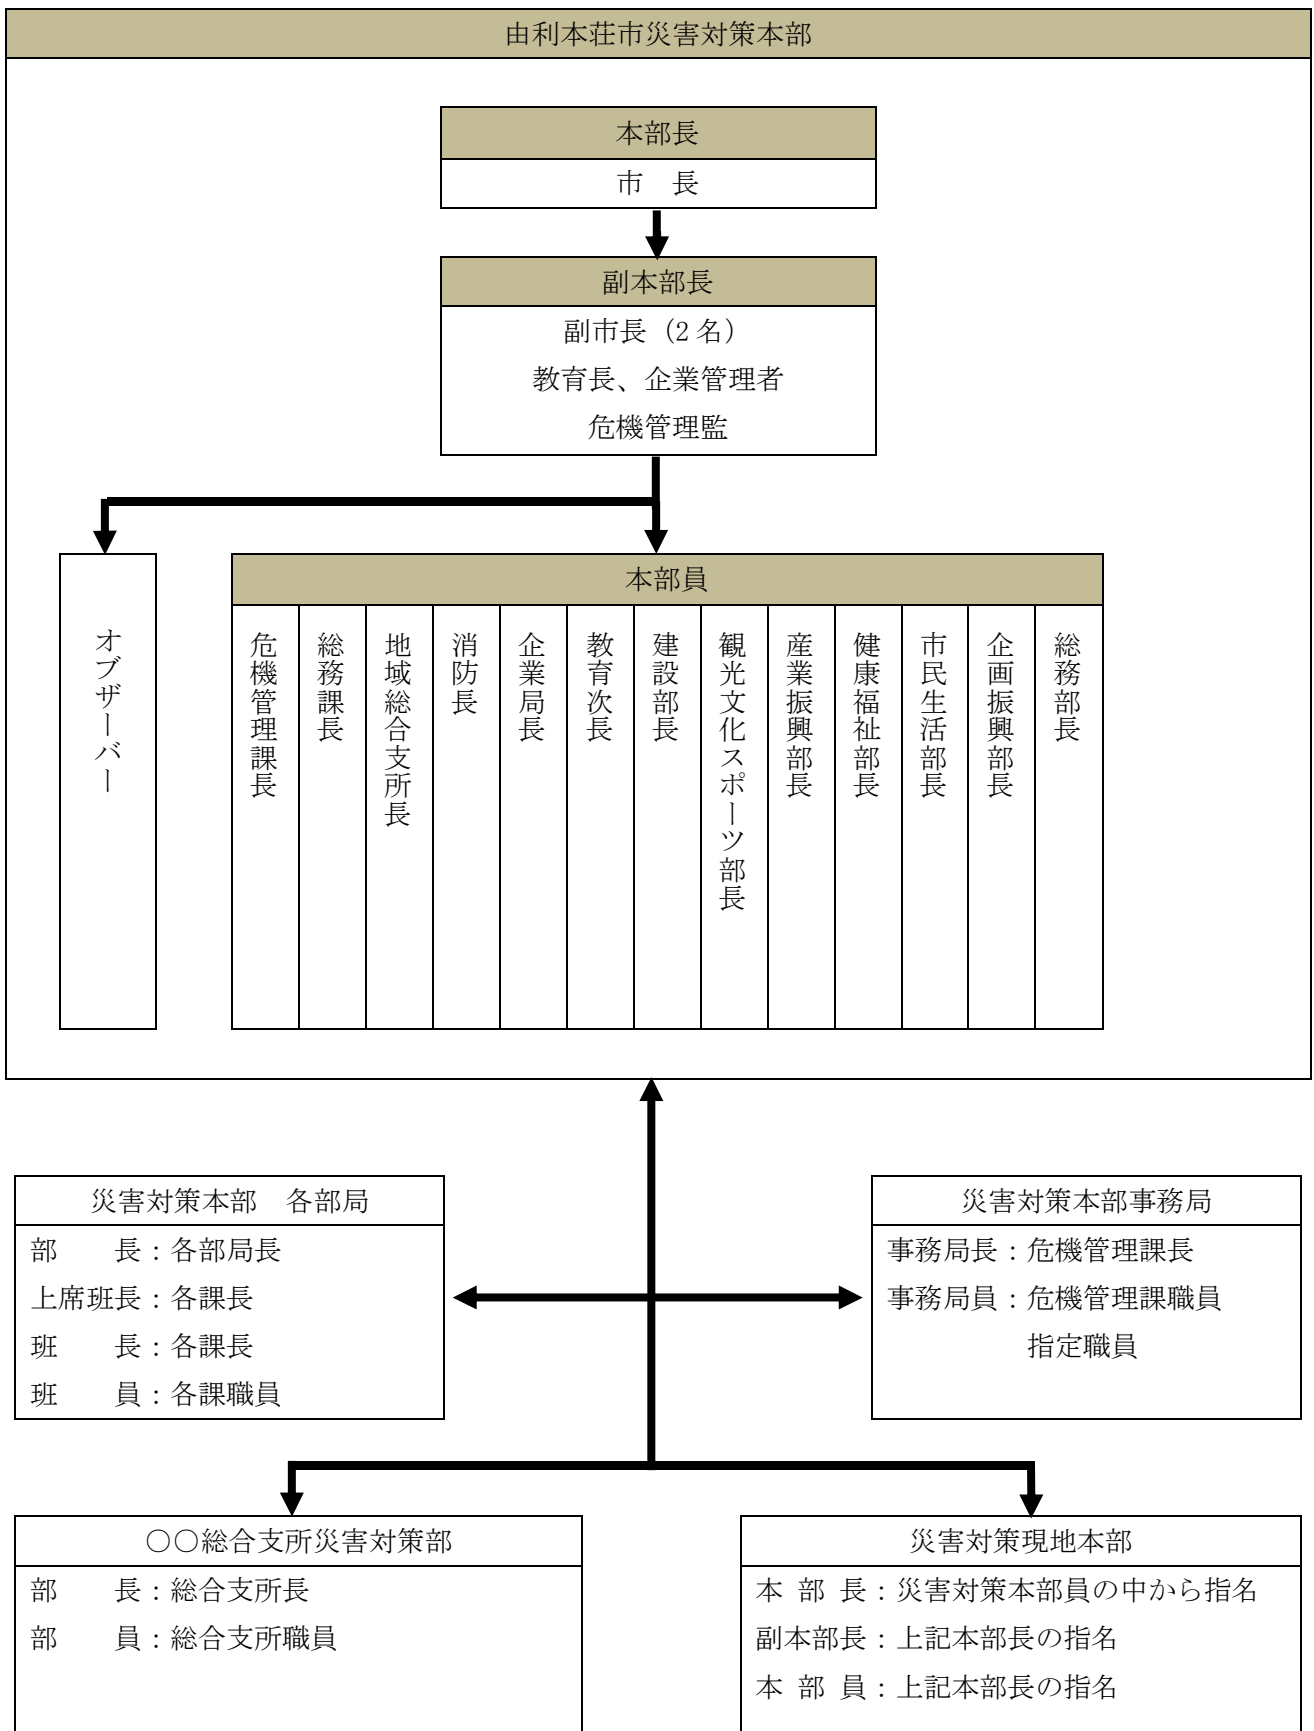 由利本荘市災害対策本部
本部長
市　長
副本部長
副市長（2 名）
教育長、企業管理者
危機管理監
本部員
総務部長
企画振興部長
市民生活部長
健康福祉部長
産業振興部長
観光文化スポーツ部長
建設部長
教育次長
企業局長
消防長
地域総合支所長
総務課長
危機管理課長
オブザーバー
災害対策本部　各部局
部　　長：各部局長
上席班長：各課長
班　　長：各課長
班　　員：各課職員
災害対策本部事務局
事務局長：危機管理課長
事務局員：危機管理課職員
指定職員
○○総合支所災害対策部
部　　長：総合支所長
部　　員：総合支所職員
災害対策現地本部
本 部 長：災害対策本部員の中から指名
副本部長：上記本部長の指名
本 部 員：上記本部長の指名